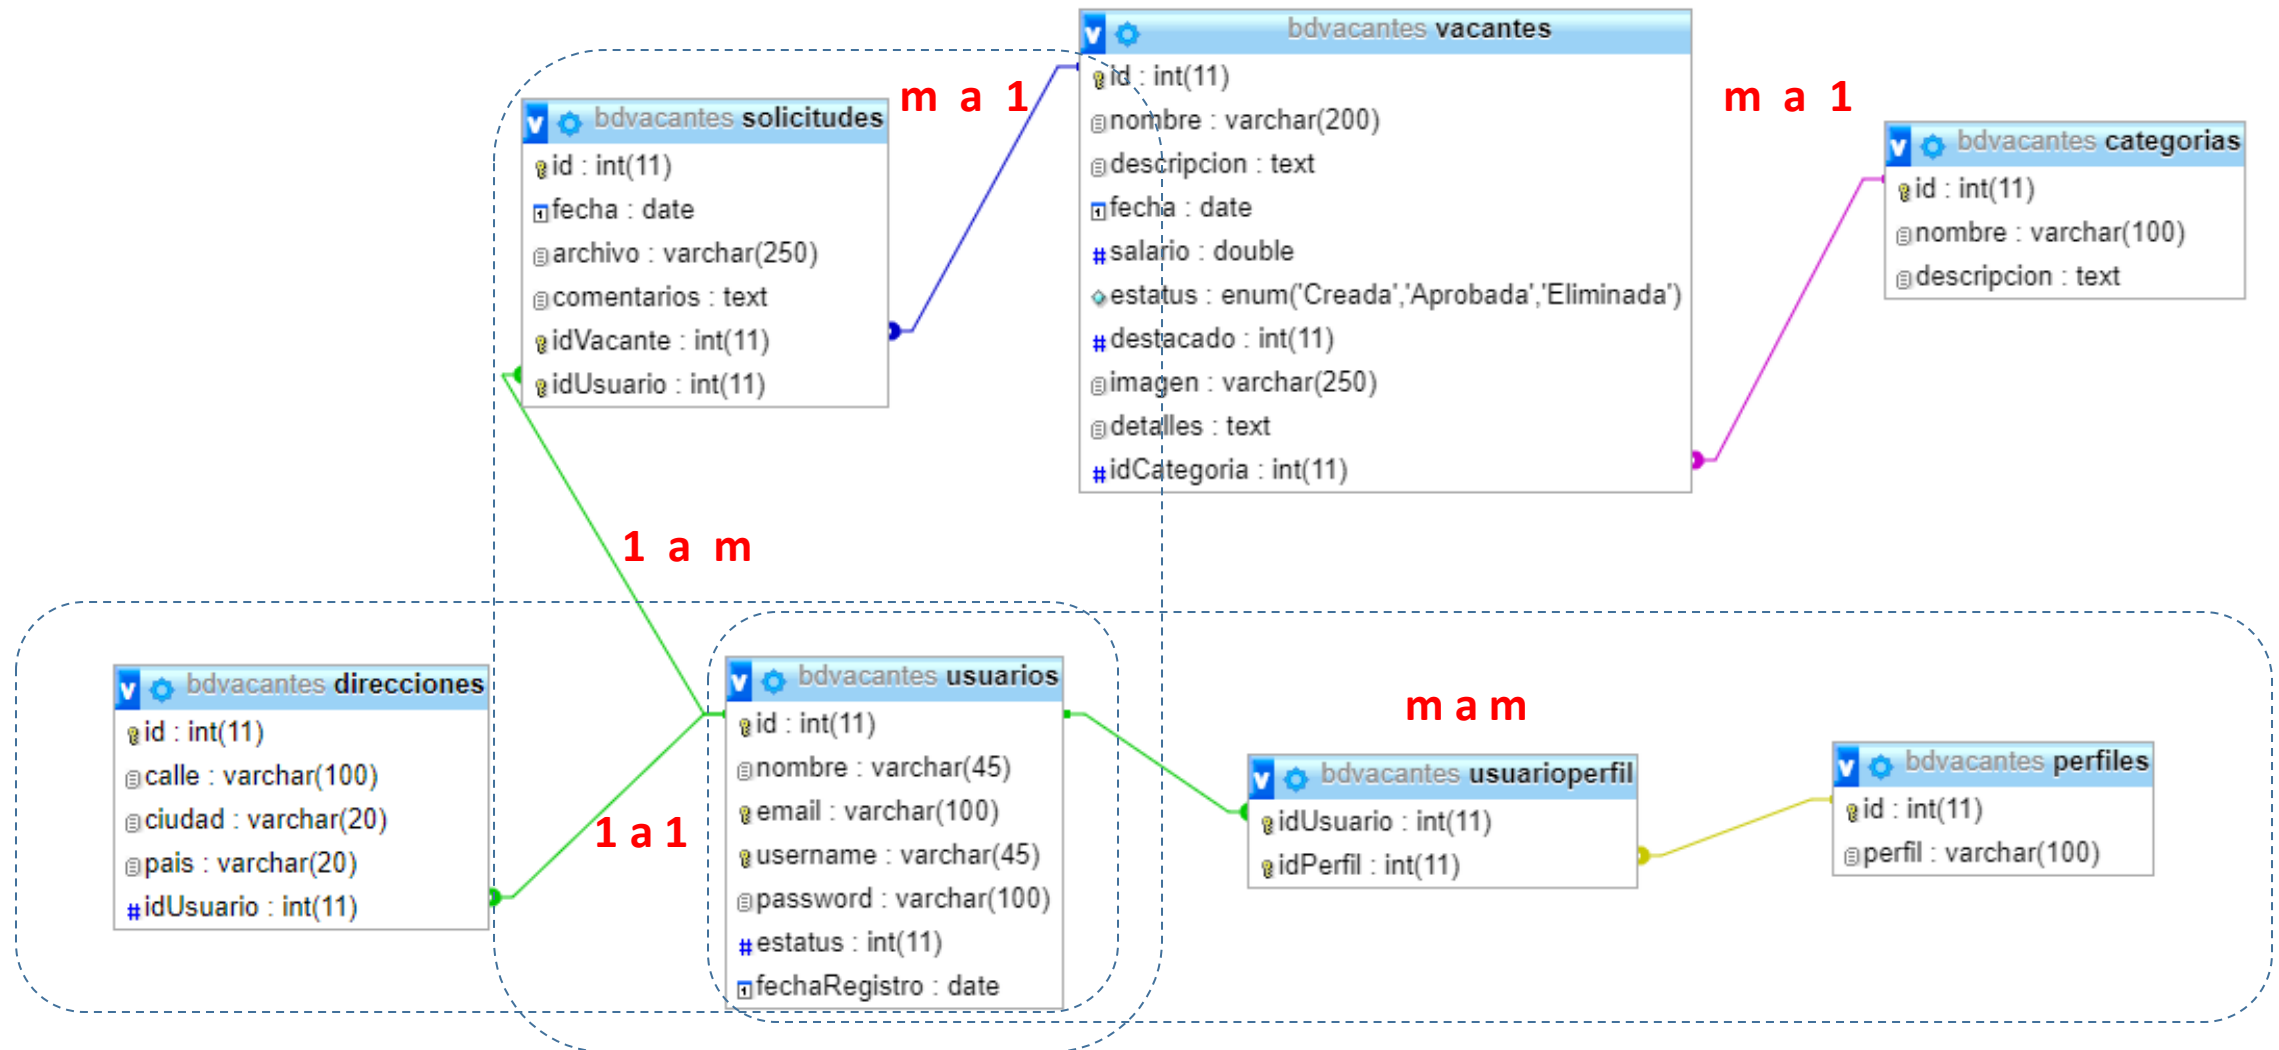 bdvacantes vacantes
id : int(11)
nombre : varchar(200)
descripcion : text
fecha : date
salario : double
estatus : enum('Creada','Aprobada','Eliminada')
destacado : int(11)
imagen : varchar(250)
detalles : text
idCategoria : int(11)
m a 1
bdvacantes solicitudes
id : int(11)
fecha : date
archivo : varchar(250)
comentarios : text
idVacante : int(11)
idUsuario : int(11)
m a 1
bdvacantes categorias
id : int(11)
nombre : varchar(100)
descripcion : text
1 a m
bdvacantes direcciones
id : int(11)
calle : varchar(100)
ciudad : varchar(20)
pais : varchar(20)
idUsuario : int(11)
1 a 1
bdvacantes usuarios
id : int(11)
nombre : varchar(45)
email : varchar(100)
username : varchar(45)
password : varchar(100)
estatus : int(11)
fechaRegistro : date
m a m
bdvacantes usuarioperfil
idUsuario : int(11)
idPerfil : int(11)
bdvacantes perfiles
id : int(11)
perfil : varchar(100)